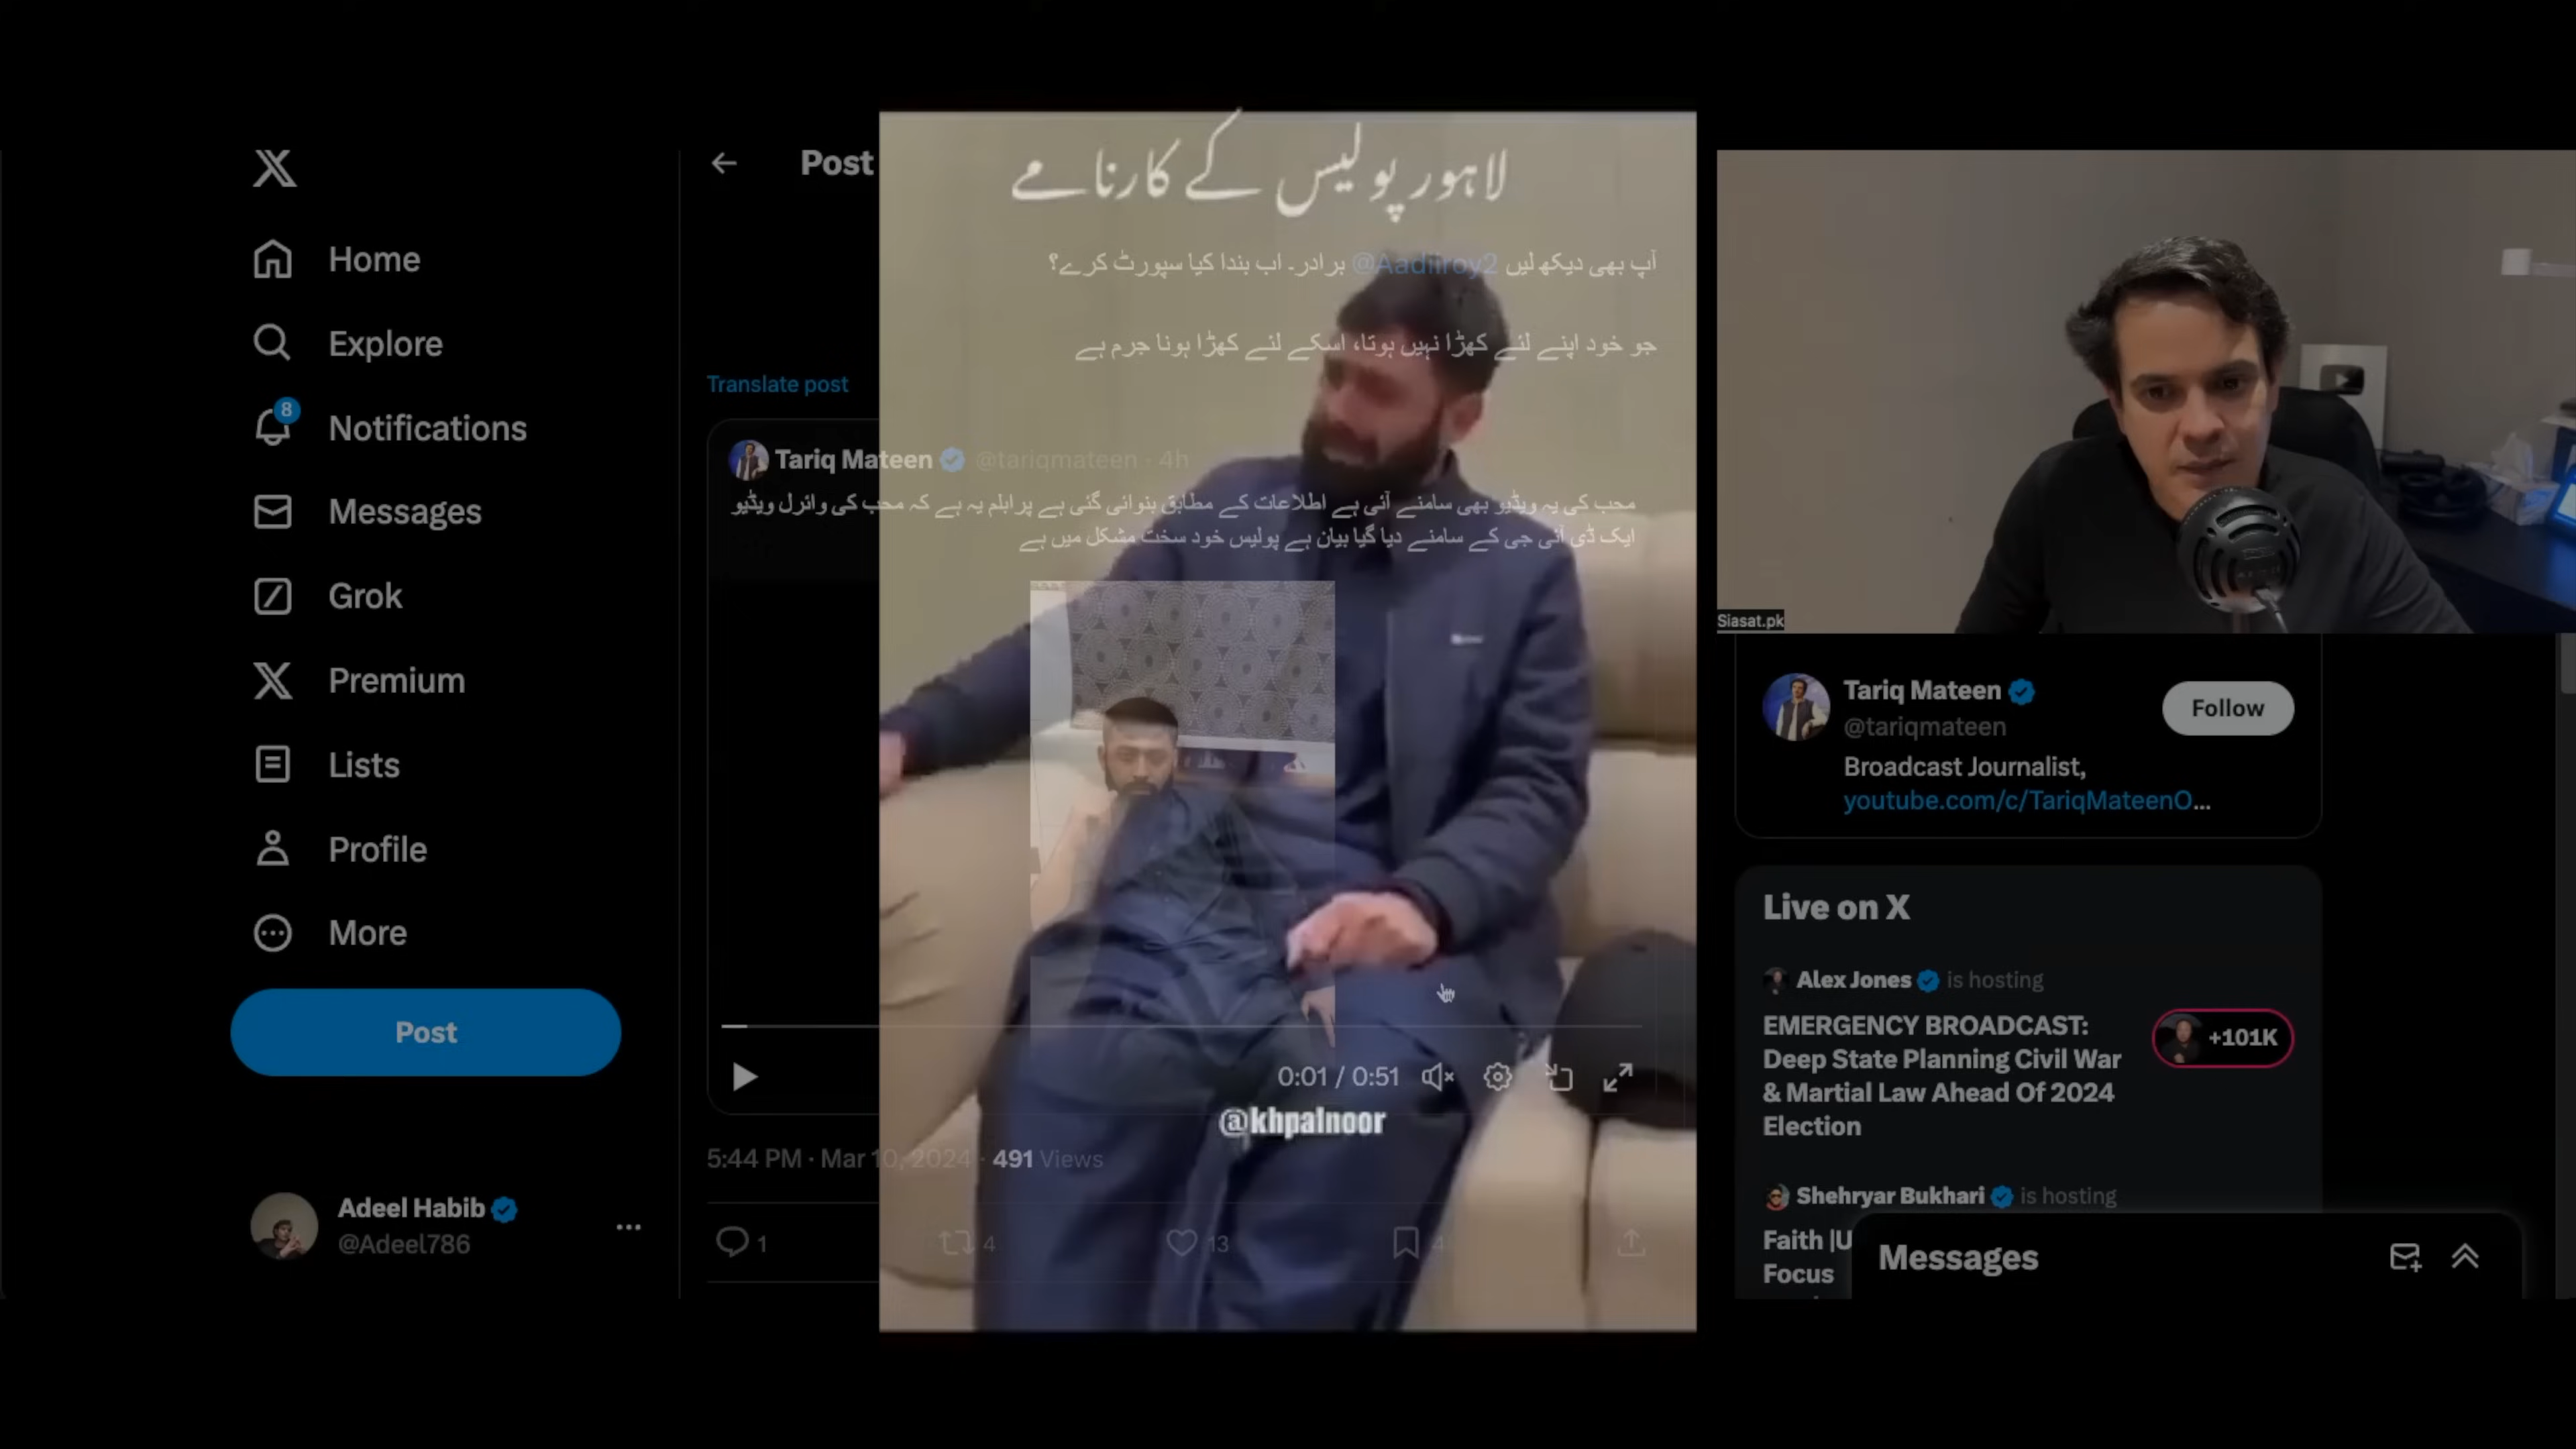 Home
Explore
8
Notifications
Messages
Grok
Premium
Lists
Profile
More
Post
Adeel Habib
@Adeel786
Post
لاہور پولیس کے کارنامے
آپ بھی دیکھ لیں @Aadiiroy2 برادر۔ اب بندا کیا سپورٹ کرے؟
جو خود اپنے لئے کھڑا نہیں ہوتا، اسکے لئے کھڑا ہونا جرم ہے
Translate post
Tariq Mateen @tariqmateen · 4h
محب کی یہ ویڈیو بھی سامنے آئی ہے اطلاعات کے مطابق بنوائی گئی ہے پرابلم یہ ہے کہ محب کی وائرل ویڈیو
ایک ڈی آئی جی کے سامنے دیا گیا بیان ہے پولیس خود سخت مشکل میں ہے
0:01 / 0:51
@khpalnoor
5:44 PM · Mar 10, 2024 · 491 Views
1
4
13
4
Siasat.pk
Tariq Mateen
@tariqmateen
Follow
Broadcast Journalist,
youtube.com/c/TariqMateenO...
Live on X
Alex Jones is hosting
EMERGENCY BROADCAST:
Deep State Planning Civil War
& Martial Law Ahead Of 2024
Election
+101K
Shehryar Bukhari is hosting
Faith |U
Focus
Messages